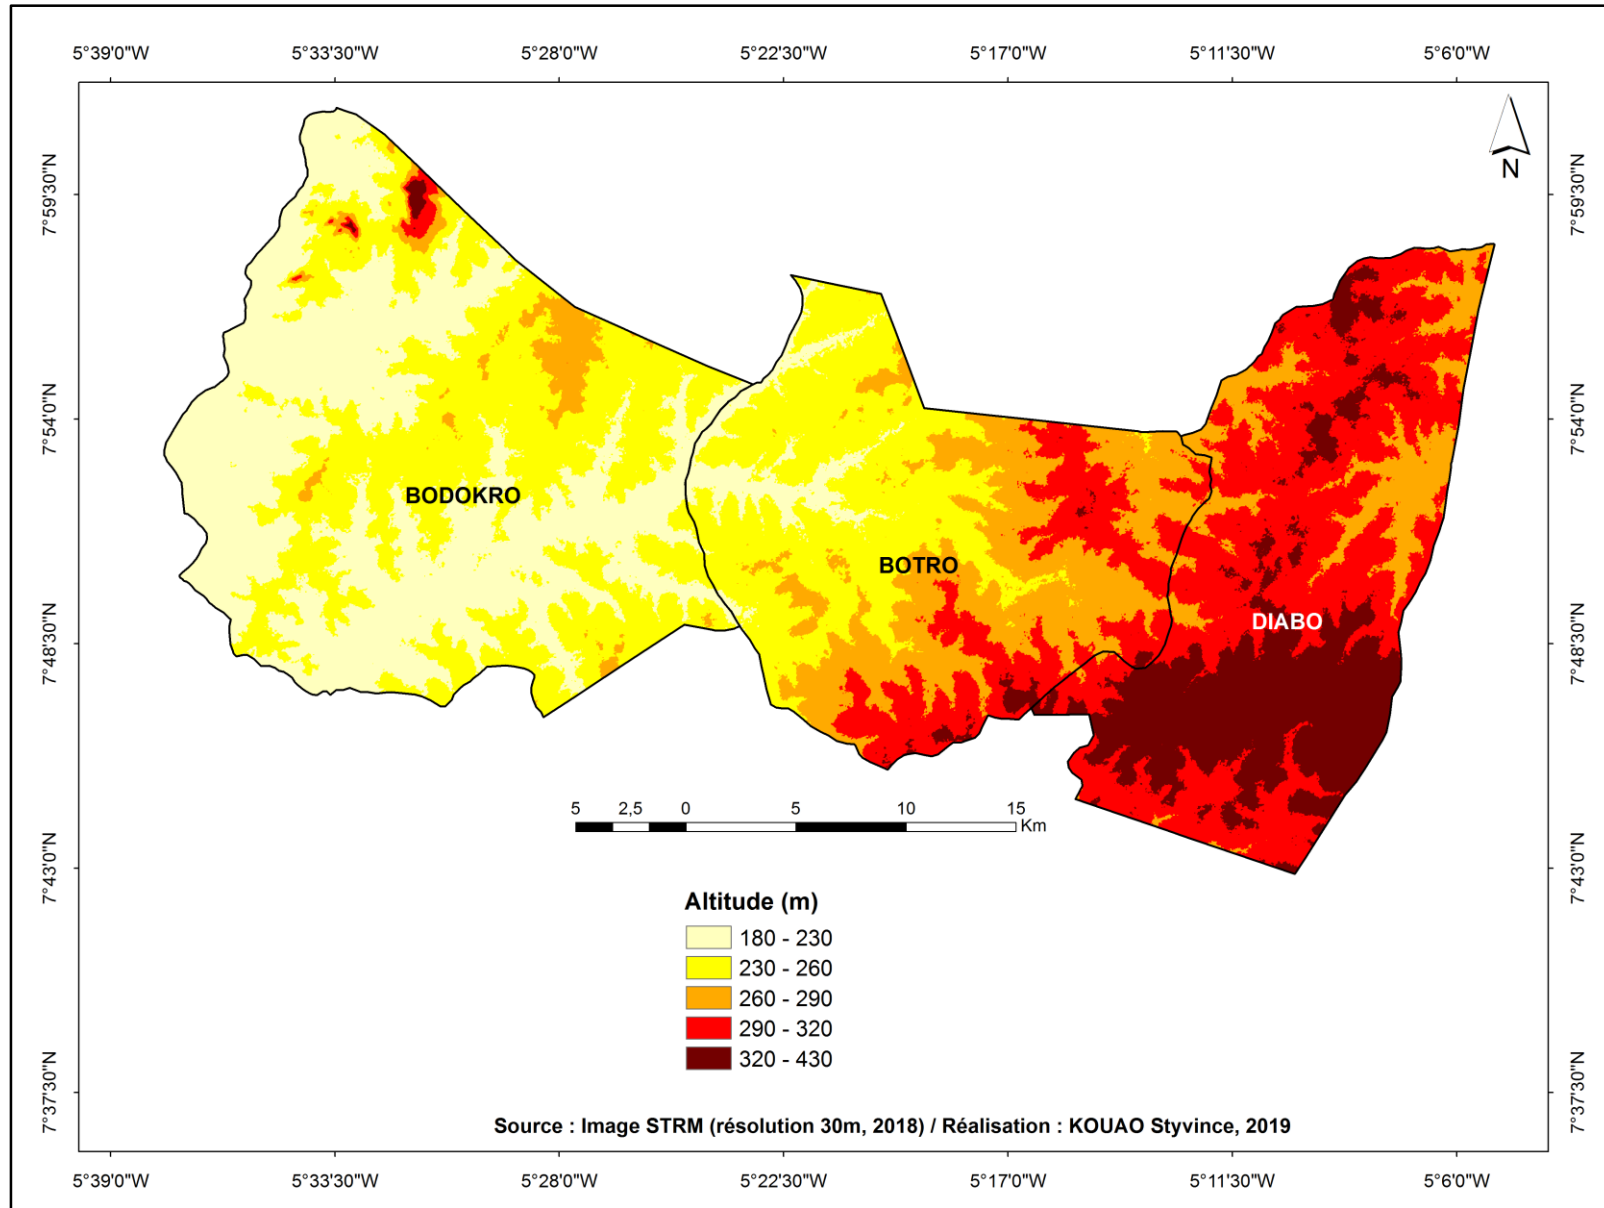 5°39'0"W 5°33'30"W 5°28'0"W 5°22'30"W 5°17'0"W 5°11'30"W 5°6'0"W
N
7°59'30"N 7°59'30"N
7°54'0"N 7°54'0"N
BODOKRO
BOTRO
DIABO
7°48'30"N 7°48'30"N
5 2,5 0 5 10 15
Km
7°43'0"N 7°43'0"N
Altitude (m)
180 - 230
230 - 260
260 - 290
290 - 320
320 - 430
7°37'30"N 7°37'30"N
Source : Image STRM (résolution 30m, 2018) / Réalisation : KOUAO Styvince, 2019
5°39'0"W 5°33'30"W 5°28'0"W 5°22'30"W 5°17'0"W 5°11'30"W 5°6'0"W